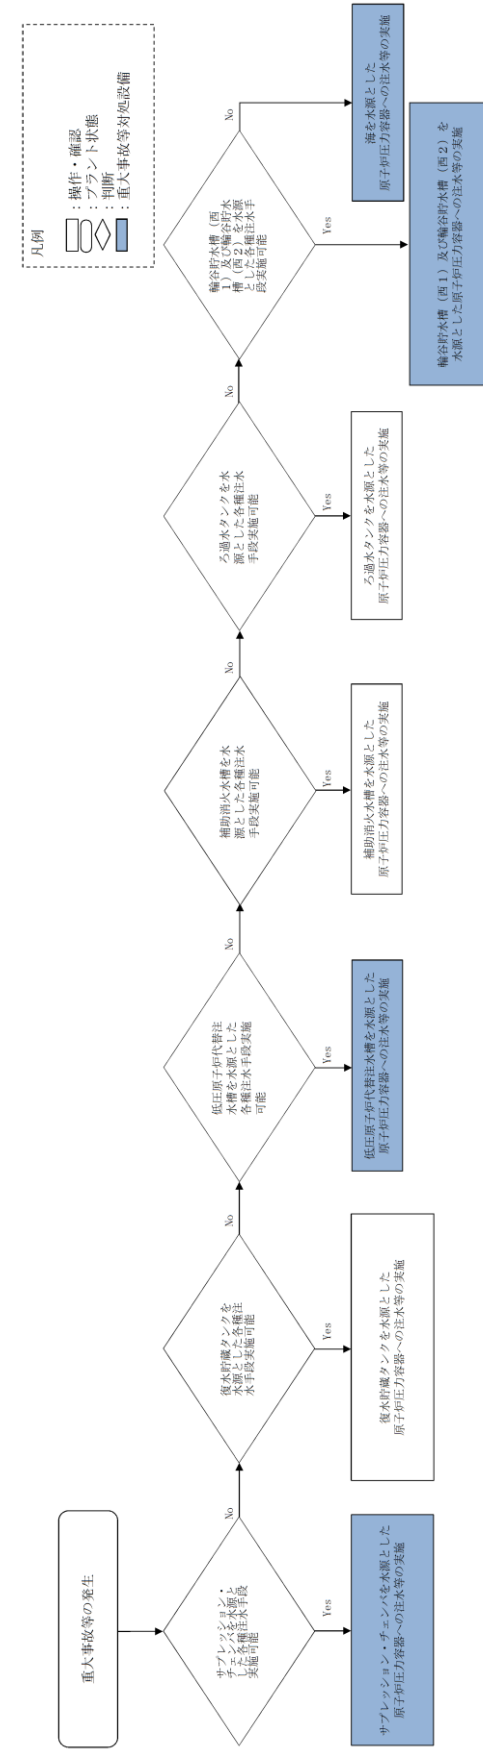 凡例
：操作・確認
：プラント状態
：判断
：重大事故等対処設備
重大事故等の発生
サプレッション・
チェンバを水源と
した各種注水手段
実施可能
No
Yes
サプレッション・チェンバを水源とした
原子炉圧力容器への注水等の実施
復水貯蔵タンクを
水源とした各種注
水手段実施可能
No
Yes
復水貯蔵タンクを水源とした
原子炉圧力容器への注水等の実施
低圧原子炉代替注
水槽を水源とした
各種注水手段実施
可能
No
Yes
低圧原子炉代替注水槽を水源とした
原子炉圧力容器への注水等の実施
補助消火水槽を水
源とした各種注水
手段実施可能
No
Yes
補助消火水槽を水源とした
原子炉圧力容器への注水等の実施
ろ過水タンクを水
源とした各種注水
手段実施可能
No
Yes
ろ過水タンクを水源とした
原子炉圧力容器への注水等の実施
輪谷貯水槽（西
１）及び輪谷貯水
槽（西２）を水源
とした各種注水手
段実施可能
No
Yes
輪谷貯水槽（西１）及び輪谷貯水槽（西２）を
水源とした原子炉圧力容器への注水等の実施
海を水源とした
原子炉圧力容器への注水等の実施